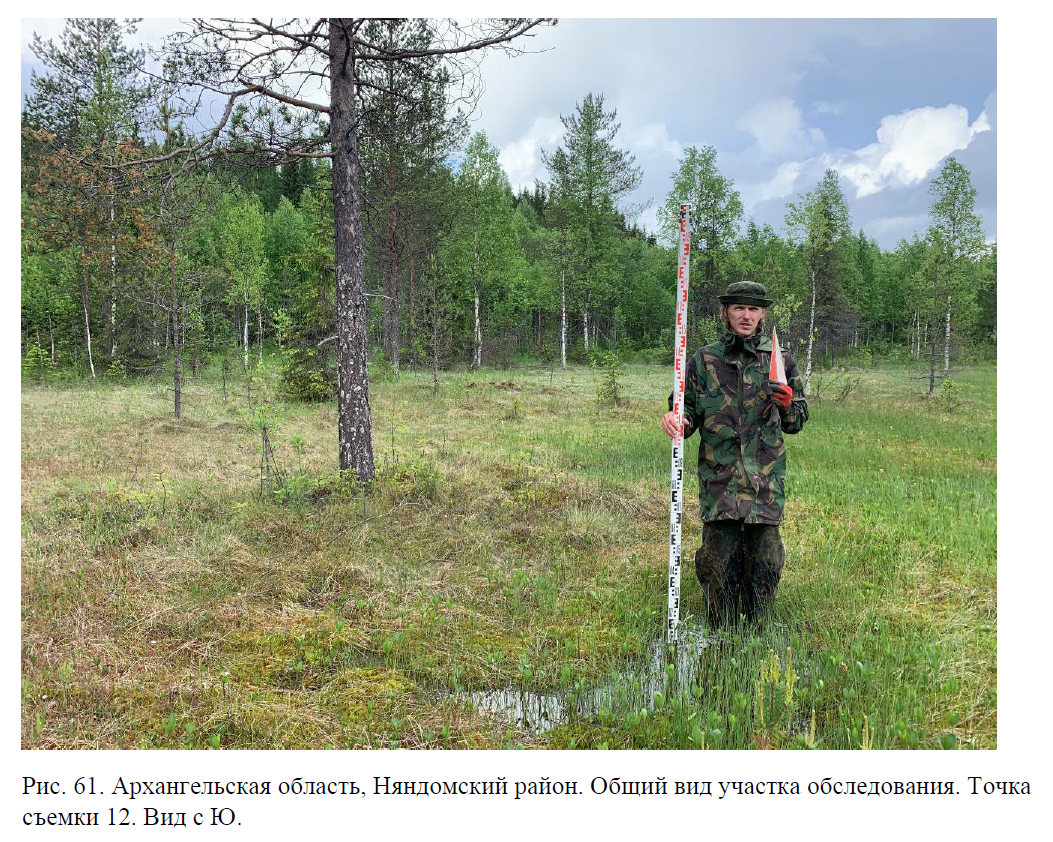 Рис. 61. Архангельская область, Няндомский район. Общий вид участка обследования. Точка
съемки 12. Вид с Ю.